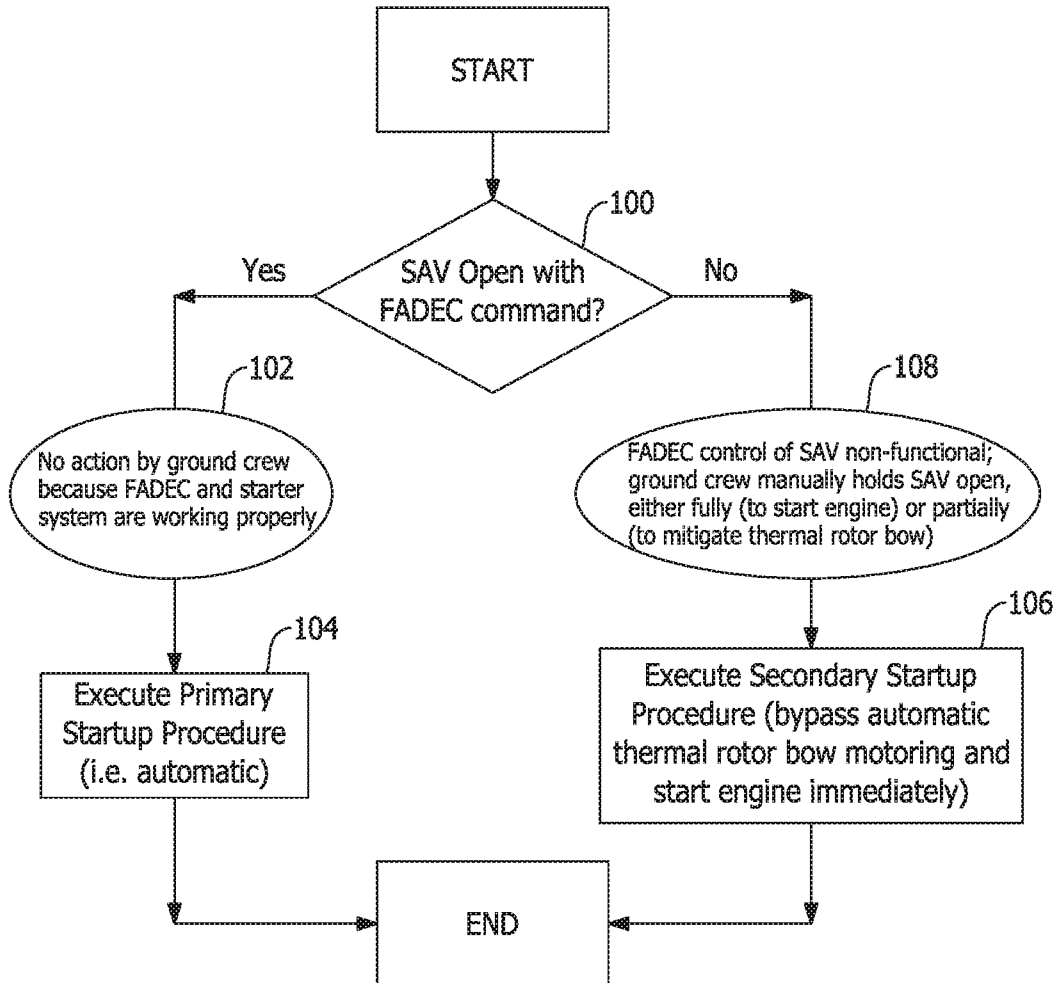 START
100
Yes
SAV Open with
FADEC command?
No
102
No action by ground crew
because FADEC and starter
system are working properly
108
FADEC control of SAV non-functional;
ground crew manually holds SAV open,
either fully (to start engine) or partially
(to mitigate thermal rotor bow)
104
Execute Primary
Startup Procedure
(i.e. automatic)
106
Execute Secondary Startup
Procedure (bypass automatic
thermal rotor bow motoring and
start engine immediately)
END